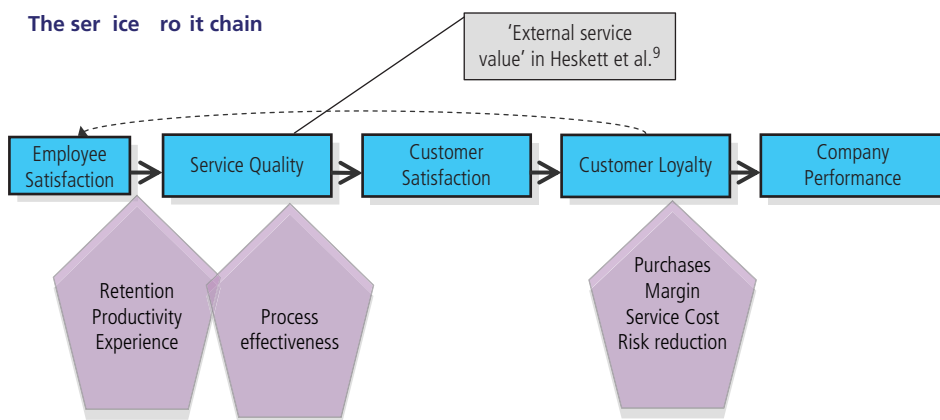 The ser ice ro it chain
'External service
value' in Heskett et al.9
Employee
Satisfaction
Service Quality
Customer
Satisfaction
Customer Loyalty
Company
Performance
Retention
Productivity
Experience
Process
effectiveness
Purchases
Margin
Service Cost
Risk reduction